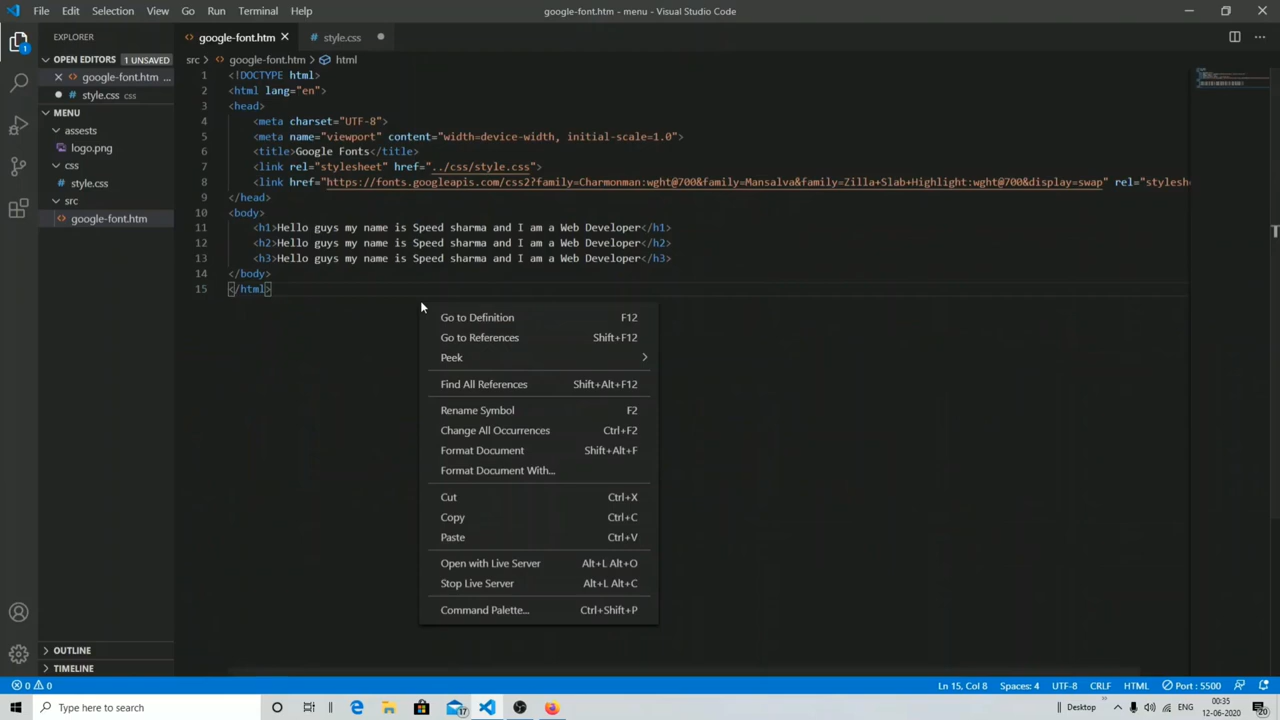 File Edit Selection View Go Run Terminal Help
google-font.htm - menu - Visual Studio Code
EXPLORER
google-font.htm
style.css
OPEN EDITORS 1 UNSAVED
src google-font.htm html
google-font.htm ...
style.css css
MENU
assests
logo.png
css
style.css
src
google-font.htm
1 <!DOCTYPE html>
2 <html lang="en">
3 <head>
4 <meta charset="UTF-8">
5 <meta name="viewport" content="width=device-width, initial-scale=1.0">
6 <title>Google Fonts</title>
7 <link rel="stylesheet" href="../css/style.css">
8 <link href="https://fonts.googleapis.com/css2?family=Charmonman:wght@700&family=Mansalva&family=Zilla+Slab+Highlight:wght@700&display=swap" rel="styleshe
9 </head>
10 <body>
11 <h1>Hello guys my name is Speed sharma and I am a Web Developer</h1>
12 <h2>Hello guys my name is Speed sharma and I am a Web Developer</h2>
13 <h3>Hello guys my name is Speed sharma and I am a Web Developer</h3>
14 </body>
15 </html>
Go to Definition F12
Go to References Shift+F12
Peek
Find All References Shift+Alt+F12
Rename Symbol F2
Change All Occurrences Ctrl+F2
Format Document Shift+Alt+F
Format Document With...
Cut Ctrl+X
Copy Ctrl+C
Paste Ctrl+V
Open with Live Server Alt+L Alt+O
Stop Live Server Alt+L Alt+C
Command Palette... Ctrl+Shift+P
OUTLINE
TIMELINE
0 0
Ln 15, Col 8 Spaces: 4 UTF-8 CRLF HTML Port : 5500
Type here to search
17
Desktop ENG
00:35
12-06-2020
20